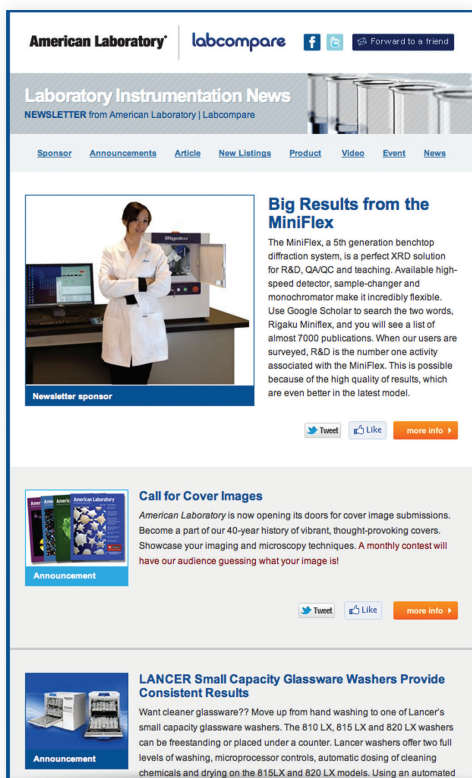 American Laboratory®
labcompare
Forward to a friend
Laboratory Instrumentation News
NEWSLETTER from American Laboratory | Labcompare
Sponsor Announcements Article New Listings Product Video Event News
Rigaku
Newsletter sponsor
Big Results from the
MiniFlex
The MiniFlex, a 5th generation benchtop
diffraction system, is a perfect XRD solution
for R&D, QA/QC and teaching. Available high-
speed detector, sample-changer and
monochromator make it incredibly flexible.
Use Google Scholar to search the two words,
Rigaku Miniflex, and you will see a list of
almost 7000 publications. When our users are
surveyed, R&D is the number one activity
associated with the MiniFlex. This is possible
because of the high quality of results, which
are even better in the latest model.
Tweet Like more info
American Laboratory
Announcement
Call for Cover Images
American Laboratory is now opening its doors for cover image submissions.
Become a part of our 40-year history of vibrant, thought-provoking covers.
Showcase your imaging and microscopy techniques. A monthly contest will
have our audience guessing what your image is!
Tweet Like more info
Announcement
LANCER Small Capacity Glassware Washers Provide
Consistent Results
Want cleaner glassware?? Move up from hand washing to one of Lancer's
small capacity glassware washers. The 810 LX, 815 LX and 820 LX washers
can be freestanding or placed under a counter. Lancer washers offer two full
levels of washing, microprocessor controls, automatic dosing of cleaning
chemicals and drying on the 815LX and 820 LX models. Using an automated